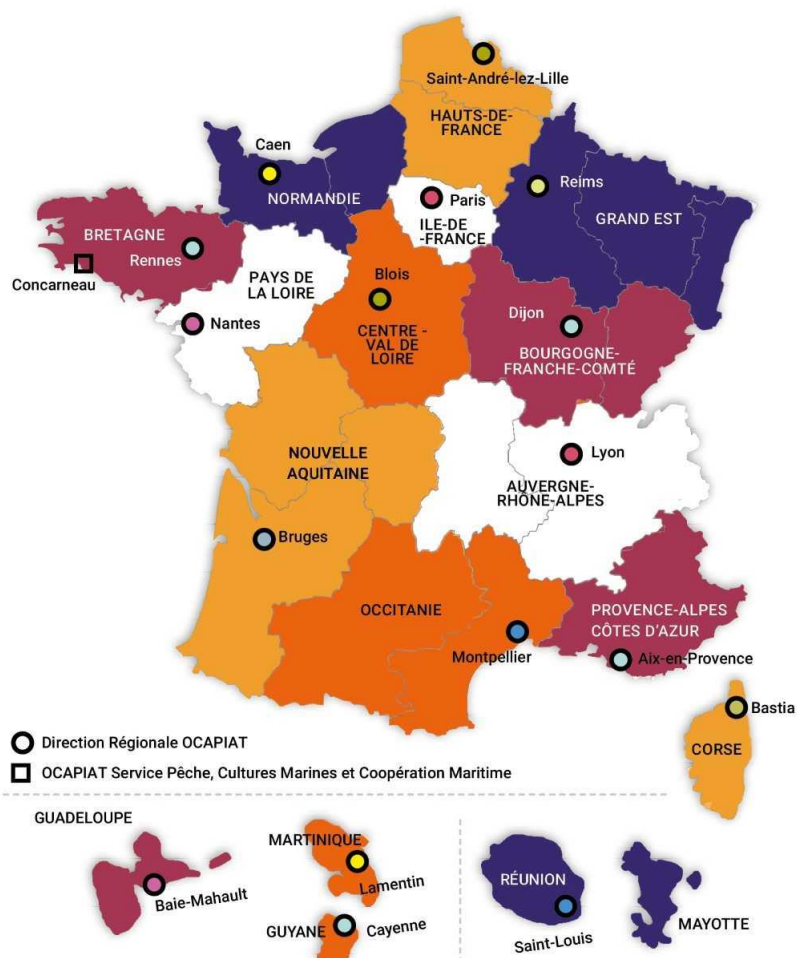 Saint-André-lez-Lille
HAUTS-DE-
FRANCE
Caen
NORMANDIE
Paris
ILE-DE
-FRANCE
Reims
GRAND EST
BRETAGNE
Rennes
Concarneau
PAYS DE
LA LOIRE
Nantes
Blois
CENTRE -
VAL DE
LOIRE
Dijon
BOURGOGNE-
FRANCHE-COMTÉ
NOUVELLE
AQUITAINE
Lyon
AUVERGNE-
RHÔNE-ALPES
Bruges
OCCITANIE
Montpellier
PROVENCE-ALPES
CÔTES D'AZUR
Aix-en-Provence
Bastia
CORSE
Direction Régionale OCAPIAT
OCAPIAT Service Pêche, Cultures Marines et Coopération Maritime
GUADELOUPE
Baie-Mahault
MARTINIQUE
Lamentin
GUYANE
Cayenne
RÉUNION
Saint-Louis
MAYOTTE